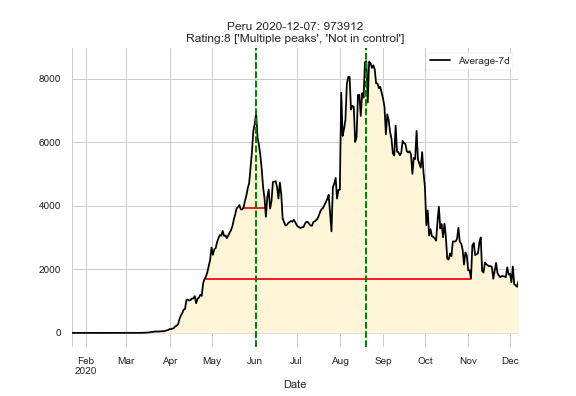 Peru 2020-12-07: 973912
Rating:8 ['Multiple peaks', 'Not in control']
Average-7d
8000
6000
4000
2000
0
Feb Mar Apr May Jun Jul Aug Sep Oct Nov Dec
2020
Date